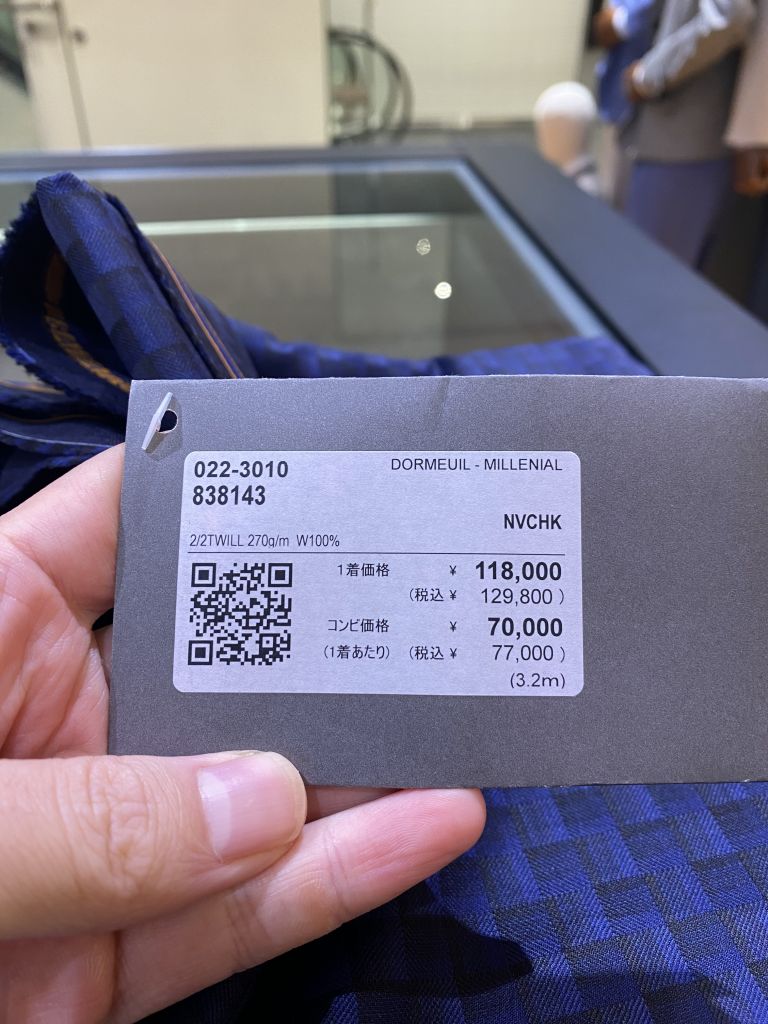 022-3010 DORMEUIL - MILLENIAL
838143
NVCHK
2/2TWILL 270g/m W100%
1着価格 ¥ 118,000
(税込 ¥ 129,800 )
コンビ価格 ¥ 70,000
(1着あたり) (税込 ¥ 77,000 )
(3.2m)